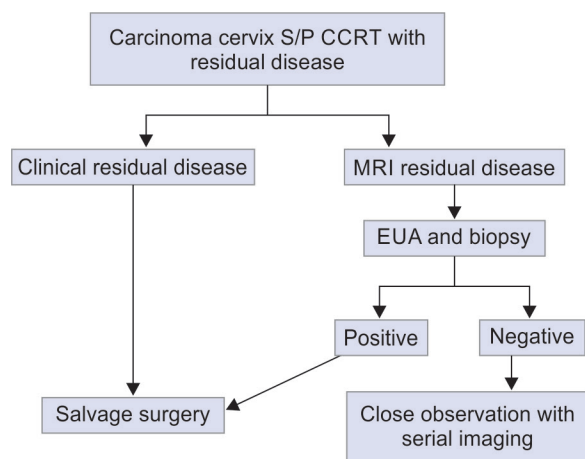 Carcinoma cervix S/P CCRT with
residual disease
Clinical residual disease
MRI residual disease
EUA and biopsy
Positive
Negative
Salvage surgery
Close observation with
serial imaging